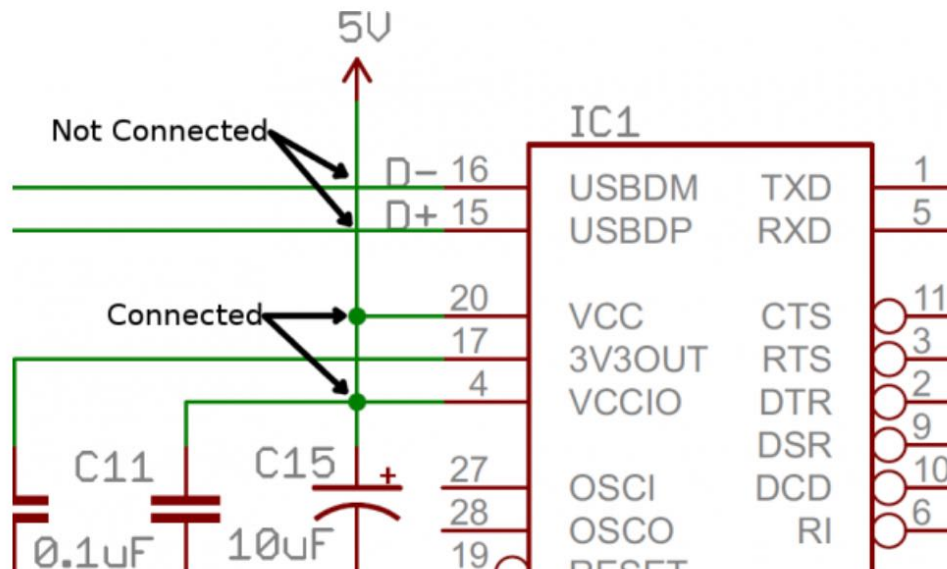 5V
Not Connected
IC1
D- 16 USBDM TXD 1
D+ 15 USBDP RXD 5
Connected
20 VCC CTS 11
17 3V3OUT RTS 3
4 VCCIO DTR 2
DSR 9
C11 C15 +
27 OSCI DCD 10
28 OSCO RI 6
0.1uF 10uF
19 RESET